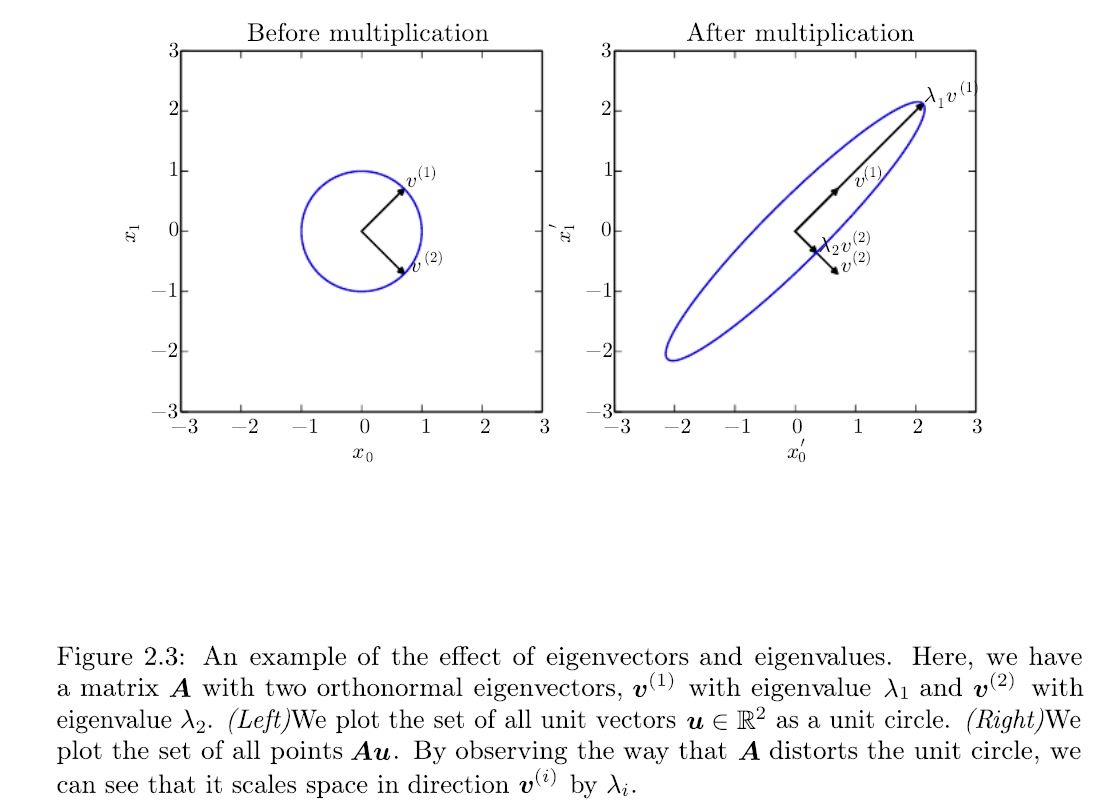 Before multiplication
3
2
1
0
−1
−2
−3
x₁
v⁽¹⁾
v⁽²⁾
−3 −2 −1 0 1 2 3
x₀
After multiplication
3
2
1
0
−1
−2
−3
x₁′
λ₁v⁽¹⁾
v⁽¹⁾
λ₂v⁽²⁾
v⁽²⁾
−3 −2 −1 0 1 2 3
x₀′
Figure 2.3: An example of the effect of eigenvectors and eigenvalues. Here, we have
a matrix A with two orthonormal eigenvectors, v⁽¹⁾ with eigenvalue λ₁ and v⁽²⁾ with
eigenvalue λ₂. (Left)We plot the set of all unit vectors u ∈ ℝ² as a unit circle. (Right)We
plot the set of all points Au. By observing the way that A distorts the unit circle, we
can see that it scales space in direction v⁽ⁱ⁾ by λᵢ.